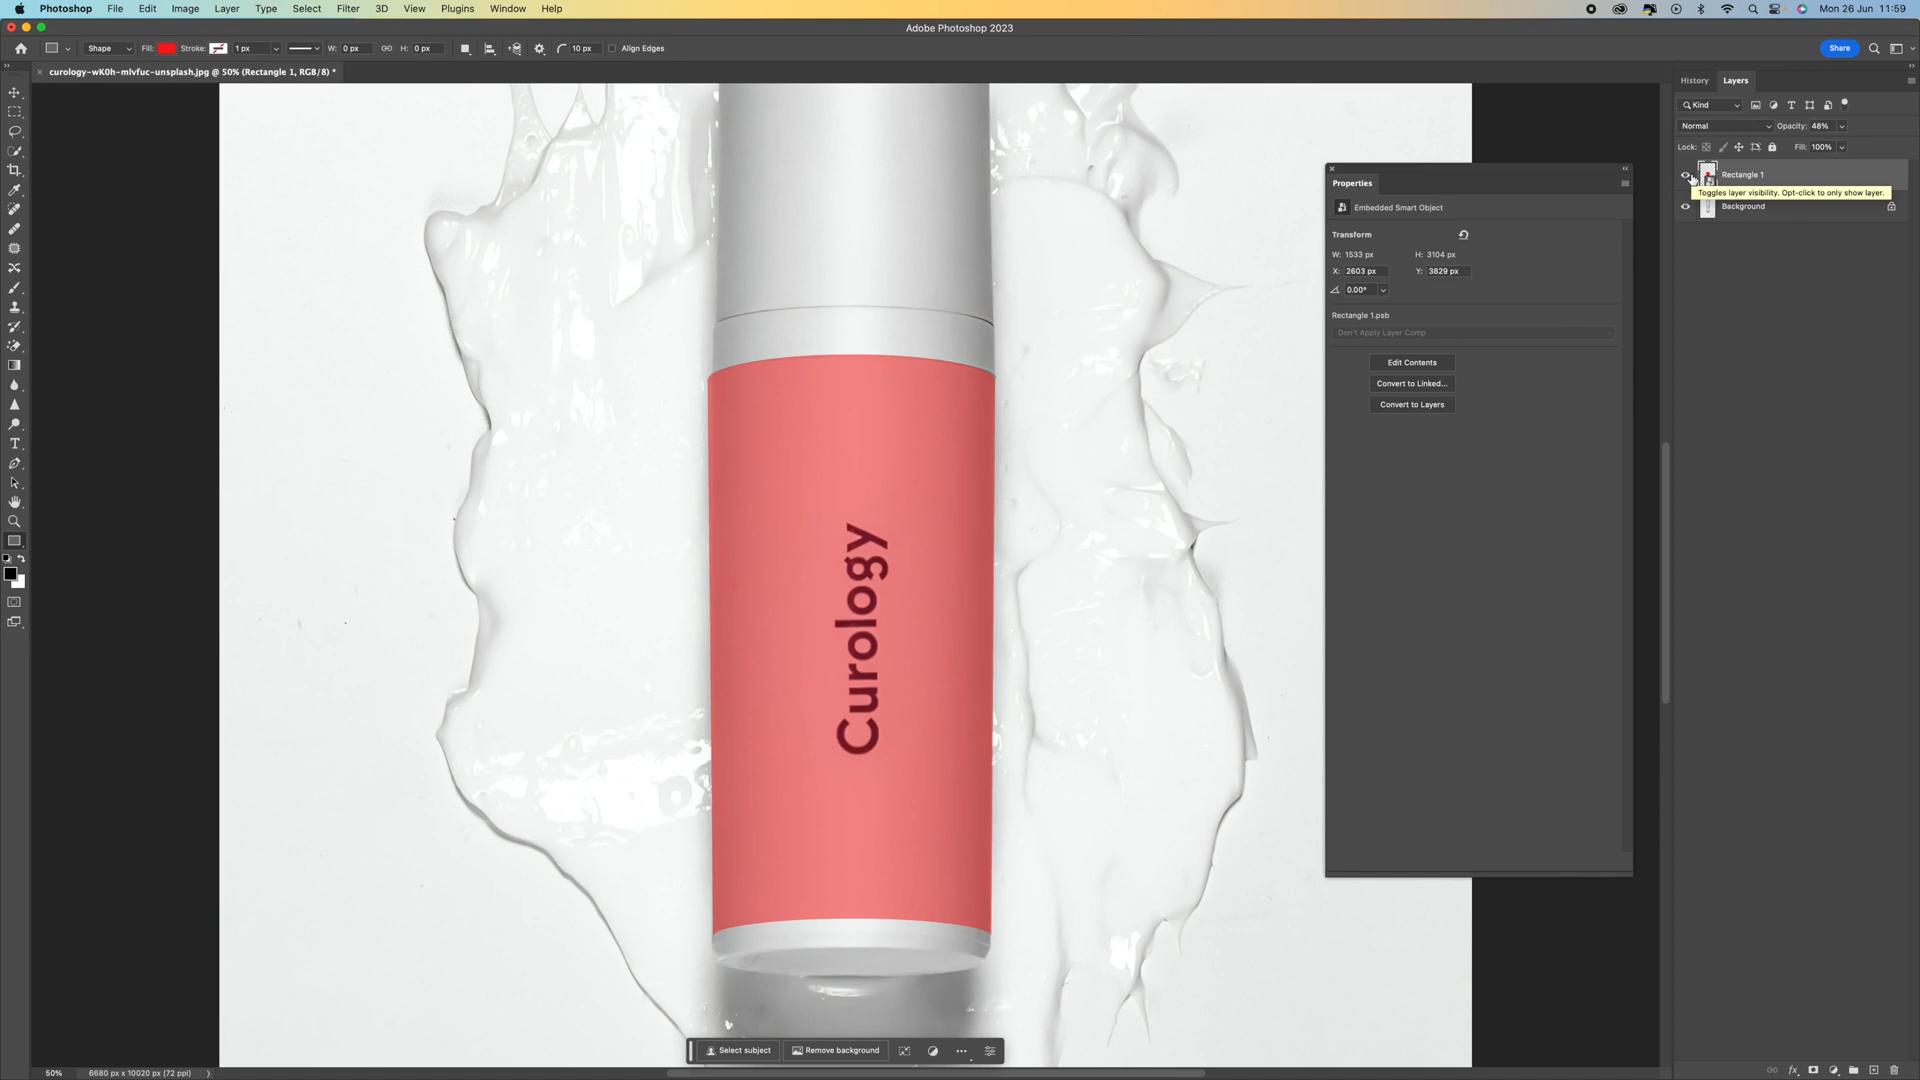 Photoshop File Edit Image Layer Type Select Filter 3D View Plugins Window Help Mon 26 Jun 11:59
Adobe Photoshop 2023
Shape Fill: Stroke: 1 px W: 0 px H: 0 px 10 px Align Edges Share
curology-wK0h-mlvfuc-unsplash.jpg @ 50% (Rectangle 1, RGB/8) *
History Layers
Kind
Normal Opacity: 48%
Lock: Fill: 100%
Rectangle 1
Toggles layer visibility. Opt-click to only show layer.
Background
Properties
Embedded Smart Object
Transform
W: 1533 px H: 3104 px
X: 2603 px Y: 3829 px
0.00°
Rectangle 1.psb
Don't Apply Layer Comp
Edit Contents
Convert to Linked...
Convert to Layers
Curology
Select subject Remove background
50% 6680 px x 10020 px (72 ppi)